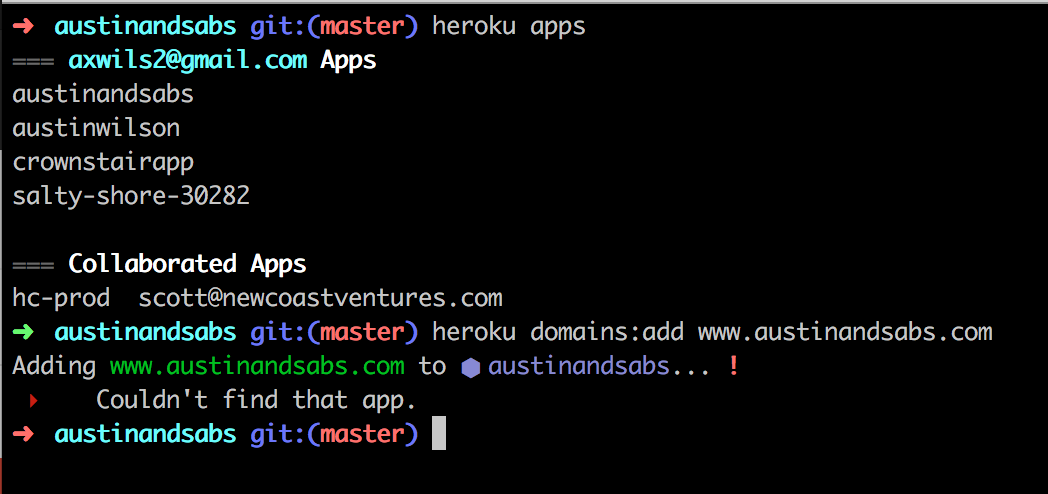 ➜ austinandsabs git:(master) heroku apps
=== axwils2@gmail.com Apps
austinandsabs
austinwilson
crownstairapp
salty-shore-30282
=== Collaborated Apps
hc-prod scott@newcoastventures.com
➜ austinandsabs git:(master) heroku domains:add www.austinandsabs.com
Adding www.austinandsabs.com to ⬢ austinandsabs... !
▸ Couldn't find that app.
➜ austinandsabs git:(master)